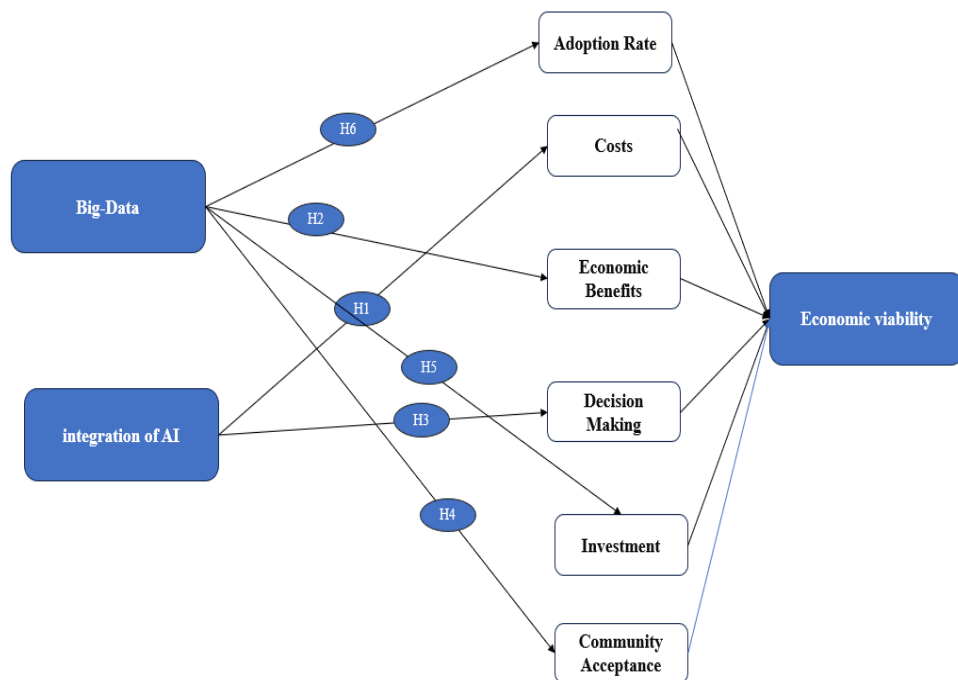 Adoption Rate
H6
Costs
Big-Data
H2
Economic
Benefits
H1
Economic viability
H5
Decision
Making
H3
integration of AI
H4
Investment
Community
Acceptance